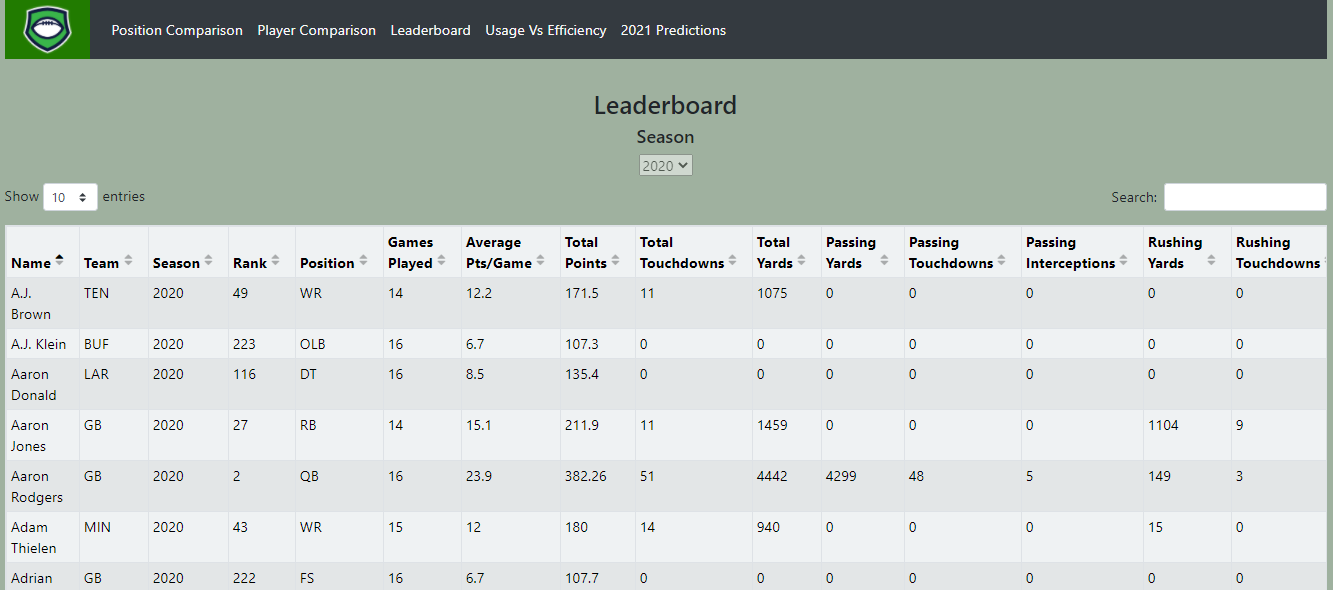 Position Comparison Player Comparison Leaderboard Usage Vs Efficiency 2021 Predictions
Leaderboard
Season
2020
Show 10 entries Search:
Name Team Season Rank Position Games Played Average Pts/Game Total Points Total Touchdowns Total Yards Passing Yards Passing Touchdowns Passing Interceptions Rushing Yards Rushing Touchdowns
A.J. Brown TEN 2020 49 WR 14 12.2 171.5 11 1075 0 0 0 0 0
A.J. Klein BUF 2020 223 OLB 16 6.7 107.3 0 0 0 0 0 0 0
Aaron Donald LAR 2020 116 DT 16 8.5 135.4 0 0 0 0 0 0 0
Aaron Jones GB 2020 27 RB 14 15.1 211.9 11 1459 0 0 0 1104 9
Aaron Rodgers GB 2020 2 QB 16 23.9 382.26 51 4442 4299 48 5 149 3
Adam Thielen MIN 2020 43 WR 15 12 180 14 940 0 0 0 15 0
Adrian GB 2020 222 FS 16 6.7 107.7 0 0 0 0 0 0 0